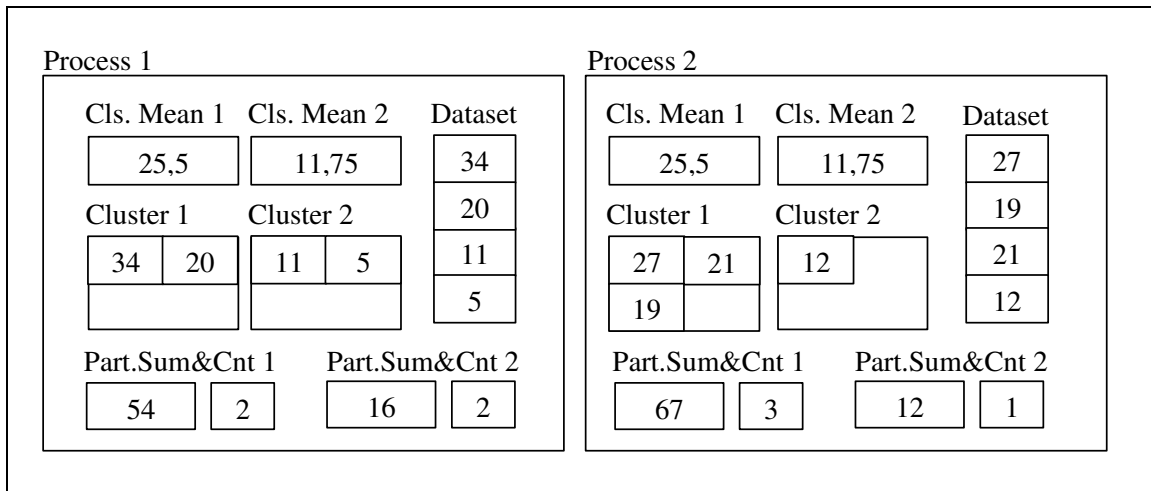 Process 1
Process 2
Cls. Mean 1 Cls. Mean 2 Dataset
25,5 11,75 34
20
11
5
Cluster 1 Cluster 2
34 20 11 5
Part.Sum&Cnt 1 Part.Sum&Cnt 2
54 2 16 2
Cls. Mean 1 Cls. Mean 2 Dataset
25,5 11,75 27
19
21
12
Cluster 1 Cluster 2
27 21 12
19
Part.Sum&Cnt 1 Part.Sum&Cnt 2
67 3 12 1